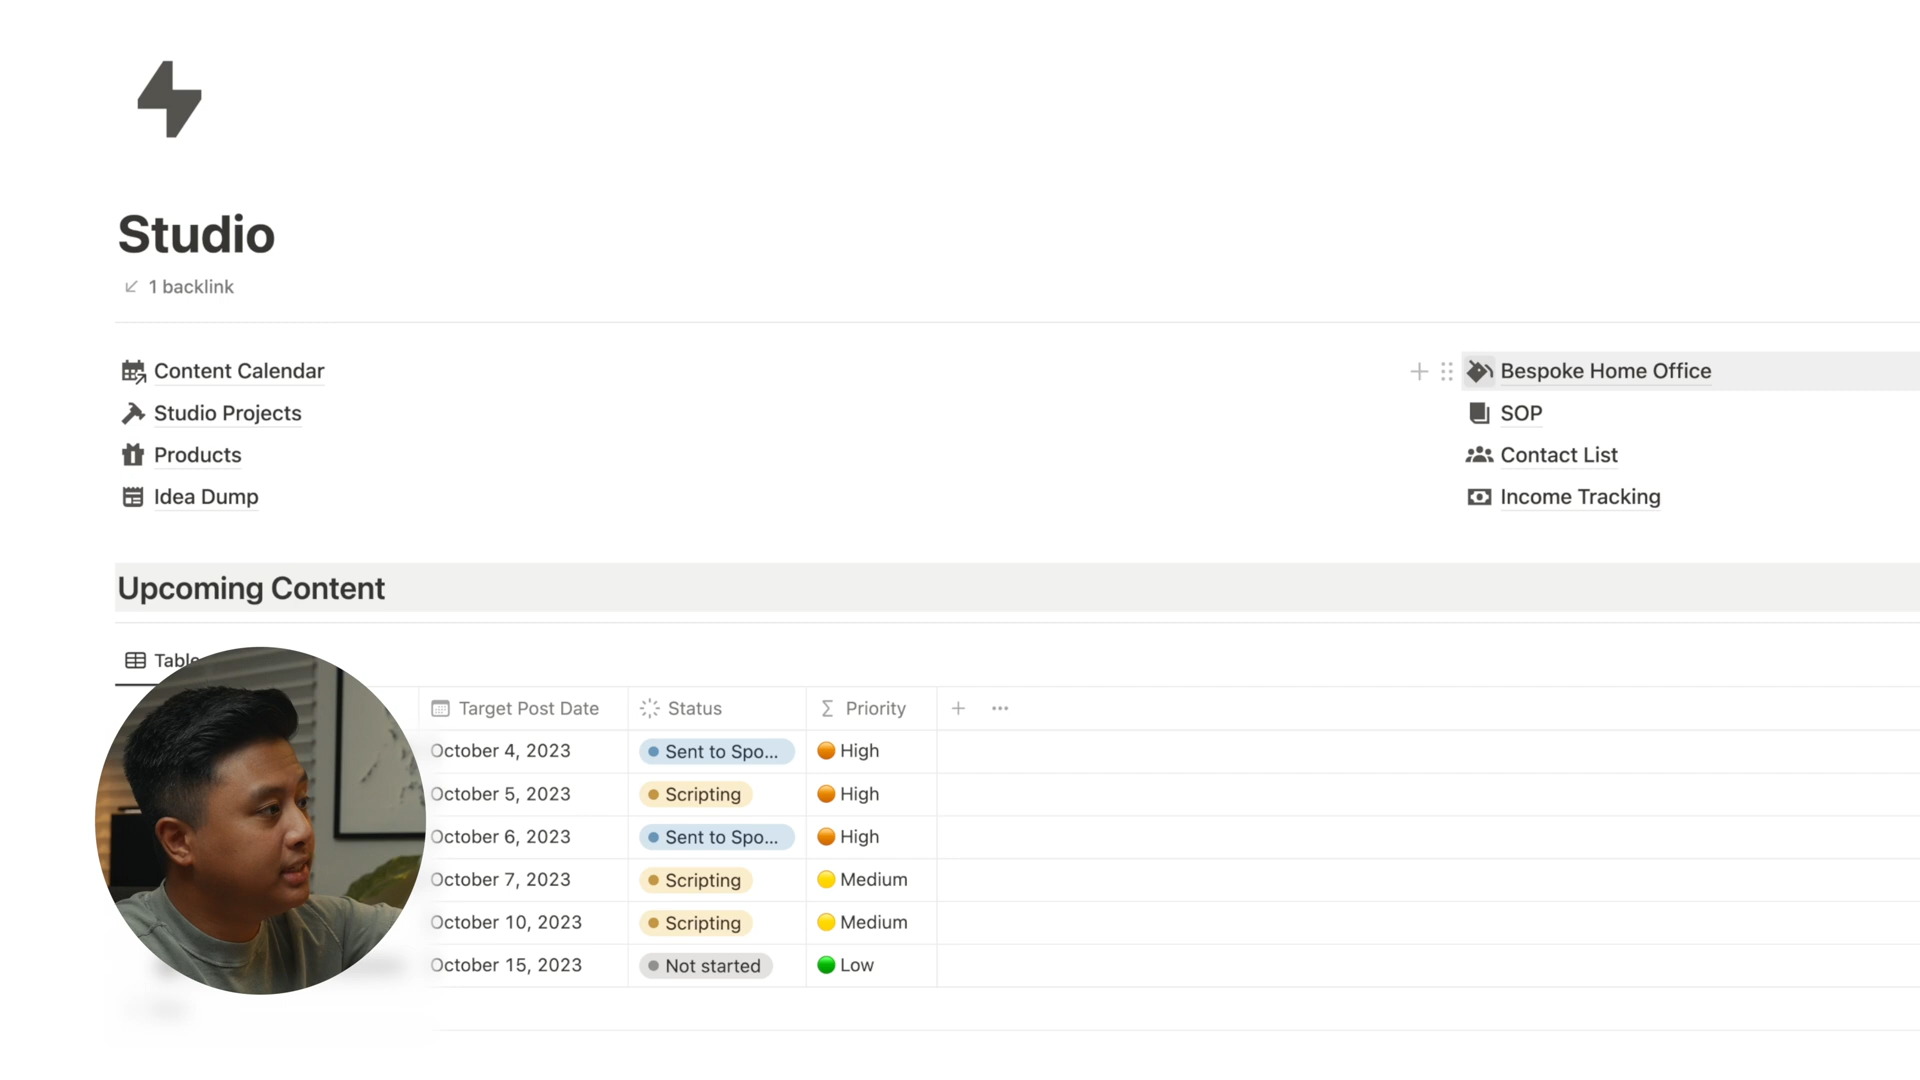 Studio
1 backlink
Content Calendar
Studio Projects
Products
Idea Dump
Bespoke Home Office
SOP
Contact List
Income Tracking
Upcoming Content
Table
Target Post Date Status Priority
October 4, 2023 Sent to Spo... High
October 5, 2023 Scripting High
October 6, 2023 Sent to Spo... High
October 7, 2023 Scripting Medium
October 10, 2023 Scripting Medium
October 15, 2023 Not started Low